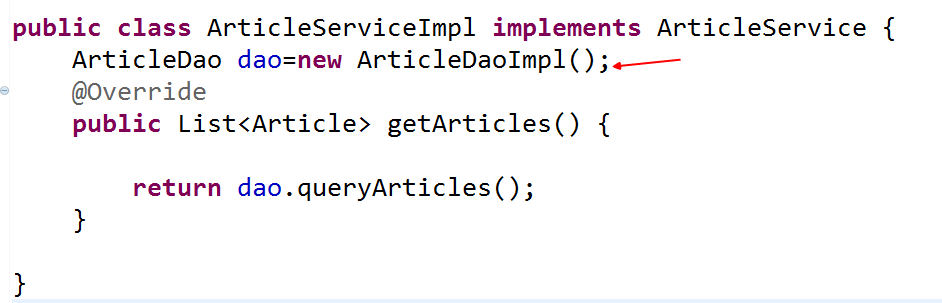 public class ArticleServiceImpl implements ArticleService {
    ArticleDao dao=new ArticleDaoImpl();
    @Override
    public List<Article> getArticles() {
        return dao.queryArticles();
    }
}